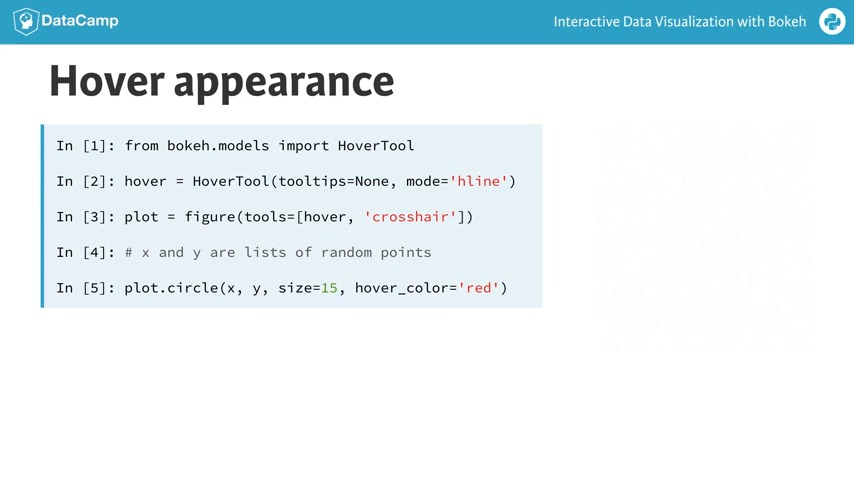 DataCamp
Interactive Data Visualization with Bokeh
Hover appearance
In [1]: from bokeh.models import HoverTool
In [2]: hover = HoverTool(tooltips=None, mode='hline')
In [3]: plot = figure(tools=[hover, 'crosshair'])
In [4]: # x and y are lists of random points
In [5]: plot.circle(x, y, size=15, hover_color='red')